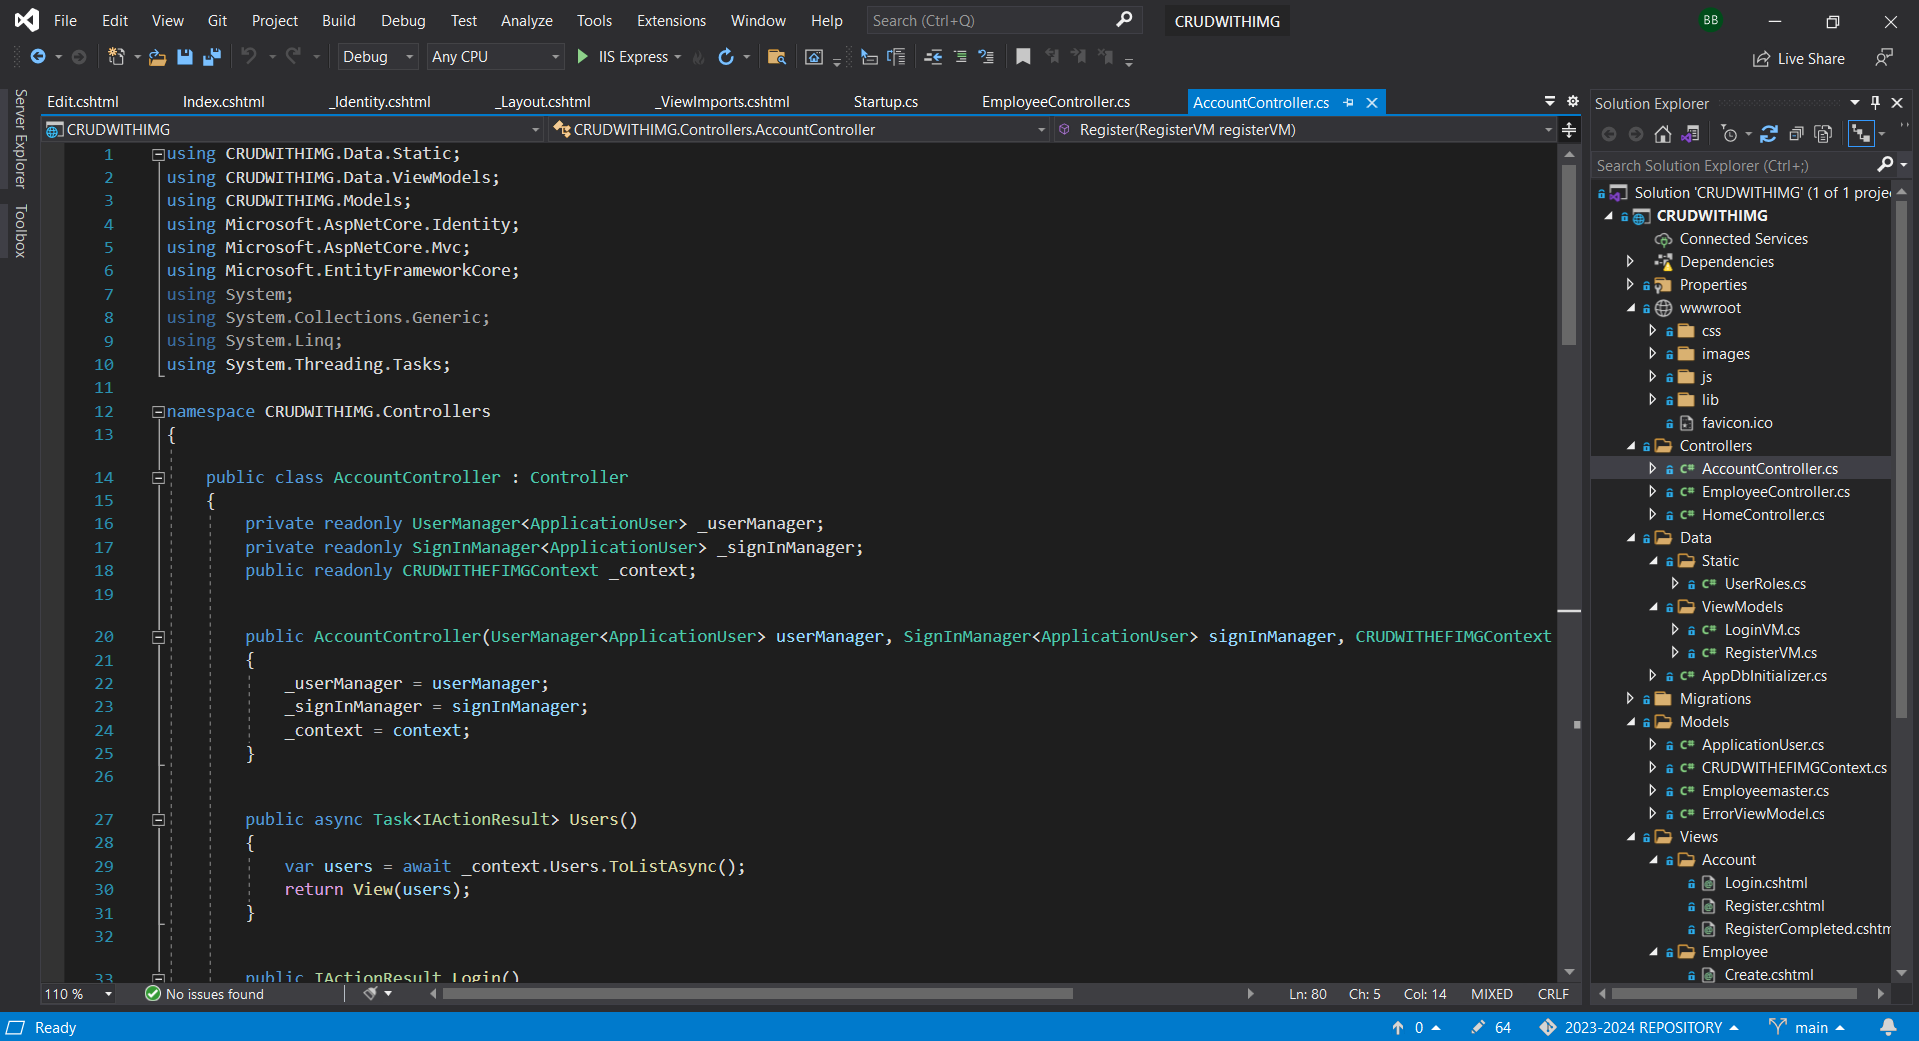 File Edit View Git Project Build Debug Test Analyze Tools Extensions Window Help Search (Ctrl+Q) CRUDWITHIMG BB
Debug Any CPU IIS Express Live Share
Server Explorer
Toolbox
Edit.cshtml Index.cshtml _Identity.cshtml _Layout.cshtml _ViewImports.cshtml Startup.cs EmployeeController.cs AccountController.cs
CRUDWITHIMG CRUDWITHIMG.Controllers.AccountController Register(RegisterVM registerVM)
1 using CRUDWITHIMG.Data.Static;
2 using CRUDWITHIMG.Data.ViewModels;
3 using CRUDWITHIMG.Models;
4 using Microsoft.AspNetCore.Identity;
5 using Microsoft.AspNetCore.Mvc;
6 using Microsoft.EntityFrameworkCore;
7 using System;
8 using System.Collections.Generic;
9 using System.Linq;
10 using System.Threading.Tasks;
11
12 namespace CRUDWITHIMG.Controllers
13 {
14 public class AccountController : Controller
15 {
16 private readonly UserManager<ApplicationUser> _userManager;
17 private readonly SignInManager<ApplicationUser> _signInManager;
18 public readonly CRUDWITHEFIMGContext _context;
19
20 public AccountController(UserManager<ApplicationUser> userManager, SignInManager<ApplicationUser> signInManager, CRUDWITHEFIMGContext
21 {
22 _userManager = userManager;
23 _signInManager = signInManager;
24 _context = context;
25 }
26
27 public async Task<IActionResult> Users()
28 {
29 var users = await _context.Users.ToListAsync();
30 return View(users);
31 }
32
33 public IActionResult Login()
110 % No issues found Ln: 80 Ch: 5 Col: 14 MIXED CRLF
Solution Explorer
Search Solution Explorer (Ctrl+;)
Solution 'CRUDWITHIMG' (1 of 1 projec
CRUDWITHIMG
Connected Services
Dependencies
Properties
wwwroot
css
images
js
lib
favicon.ico
Controllers
C# AccountController.cs
C# EmployeeController.cs
C# HomeController.cs
Data
Static
C# UserRoles.cs
ViewModels
C# LoginVM.cs
C# RegisterVM.cs
C# AppDbInitializer.cs
Migrations
Models
C# ApplicationUser.cs
C# CRUDWITHEFIMGContext.cs
C# Employeemaster.cs
C# ErrorViewModel.cs
Views
Account
Login.cshtml
Register.cshtml
RegisterCompleted.cshtm
Employee
Create.cshtml
Ready 0 64 2023-2024 REPOSITORY main